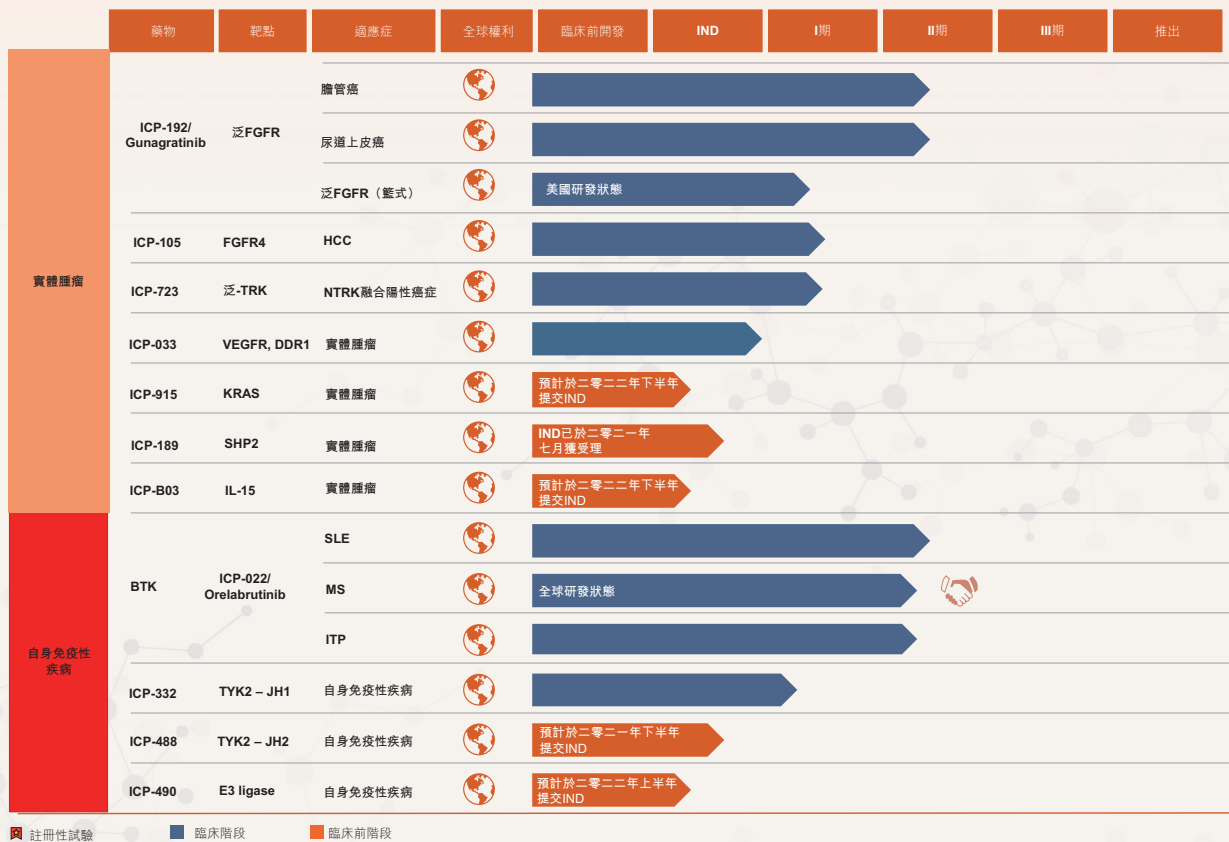 藥物 靶點 適應症 全球權利 臨床前開發 IND I期 II期 III期 推出
實體腫瘤
ICP-192/
Gunagratinib
泛FGFR
膽管癌
尿道上皮癌
泛FGFR（籃式） 美國研發狀態
ICP-105 FGFR4 HCC
ICP-723 泛-TRK NTRK融合陽性癌症
ICP-033 VEGFR, DDR1 實體腫瘤
ICP-915 KRAS 實體腫瘤
預計於二零二二年下半年
提交IND
ICP-189 SHP2 實體腫瘤
IND已於二零二一年
七月獲受理
ICP-B03 IL-15 實體腫瘤
預計於二零二二年下半年
提交IND
自身免疫性
疾病
BTK
ICP-022/
Orelabrutinib
SLE
MS 全球研發狀態
ITP
ICP-332 TYK2 – JH1 自身免疫性疾病
ICP-488 TYK2 – JH2 自身免疫性疾病
預計於二零二一年下半年
提交IND
ICP-490 E3 ligase 自身免疫性疾病
預計於二零二二年上半年
提交IND
註冊性試驗 臨床階段 臨床前階段